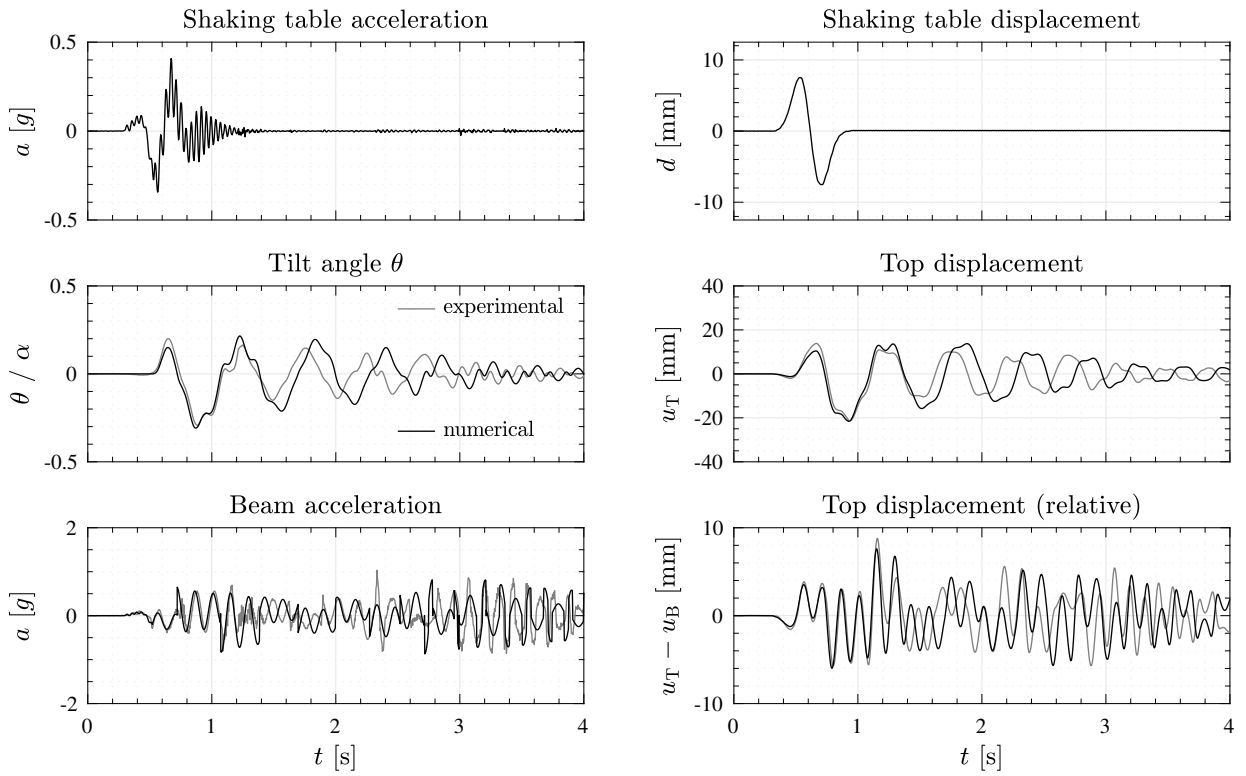 Shaking table acceleration
0.5
0
-0.5
a [g]
Shaking table displacement
10
0
-10
d [mm]
Tilt angle θ
0.5
0
-0.5
θ / α
experimental
numerical
Top displacement
40
20
0
-20
-40
u_T [mm]
Beam acceleration
2
0
-2
a [g]
0 1 2 3 4
t [s]
Top displacement (relative)
10
0
-10
u_T − u_B [mm]
0 1 2 3 4
t [s]